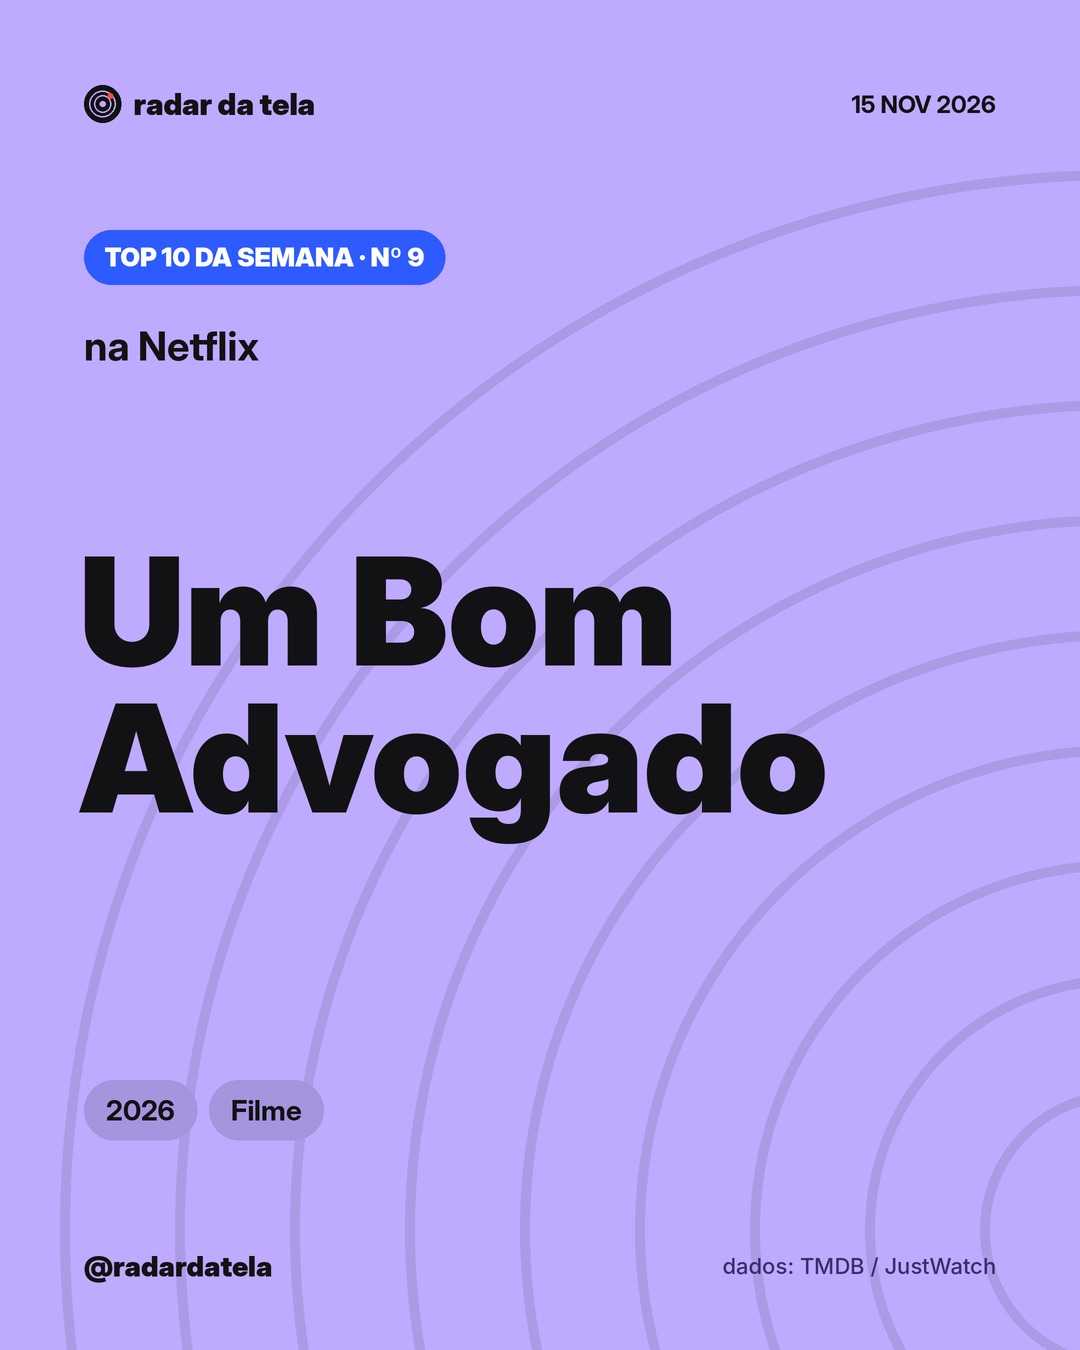 radar da tela
15 NOV 2026
TOP 10 DA SEMANA · Nº 9
na Netflix
Um Bom
Advogado
2026
Filme
@radardatela
dados: TMDB / JustWatch